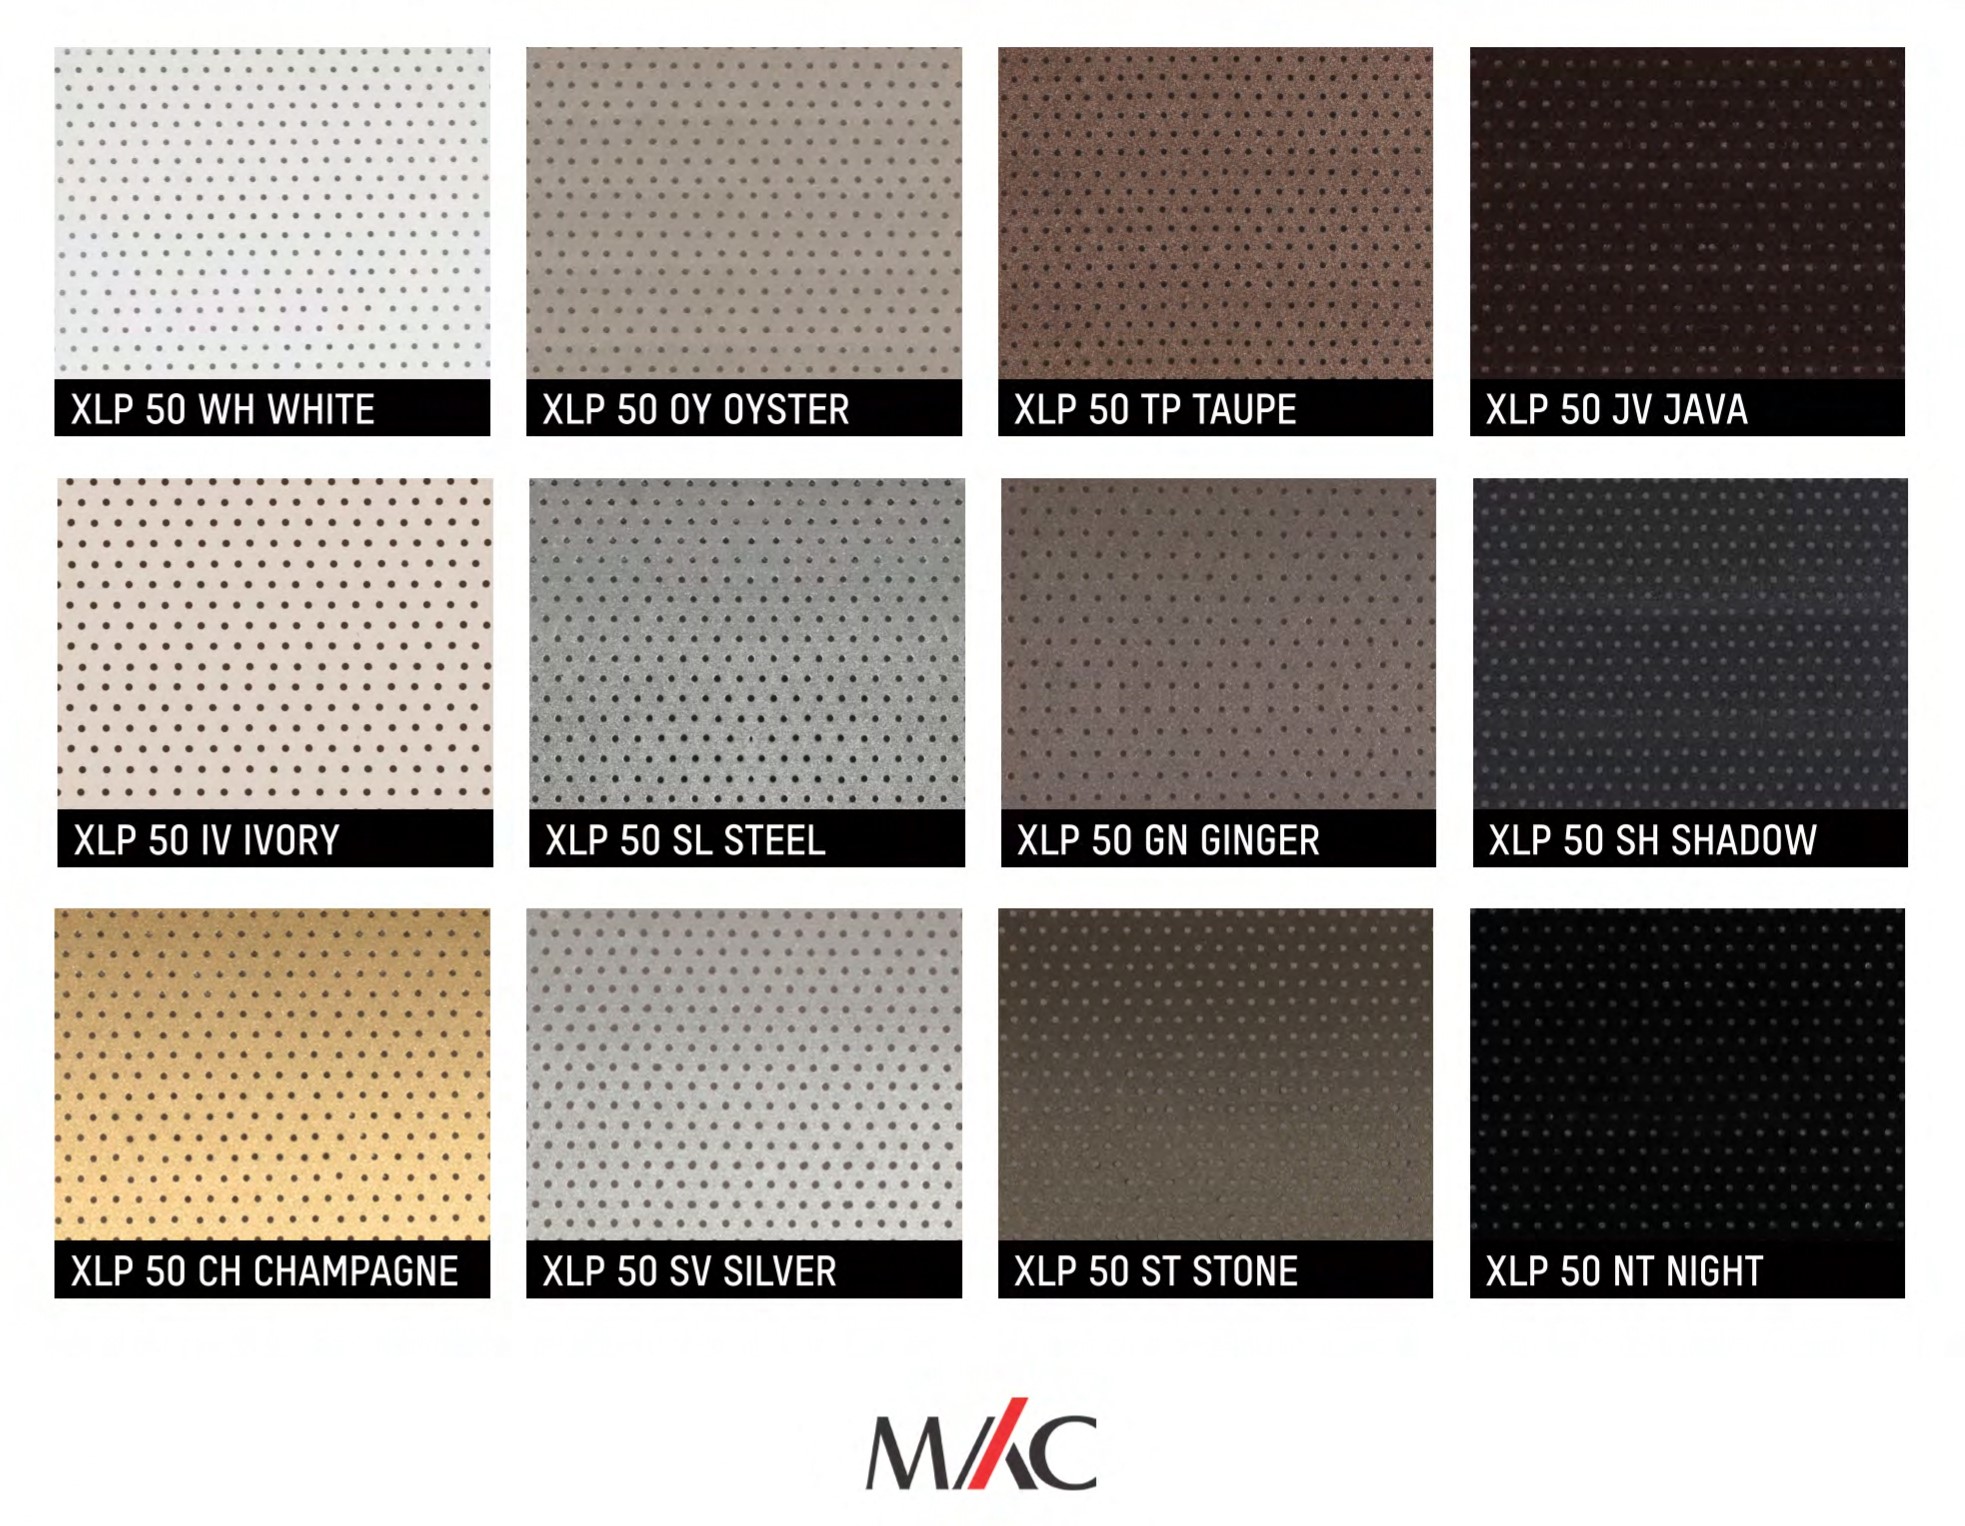 XLP 50 WH WHITE
XLP 50 OY OYSTER
XLP 50 TP TAUPE
XLP 50 JV JAVA
XLP 50 IV IVORY
XLP 50 SL STEEL
XLP 50 GN GINGER
XLP 50 SH SHADOW
XLP 50 CH CHAMPAGNE
XLP 50 SV SILVER
XLP 50 ST STONE
XLP 50 NT NIGHT
MAC